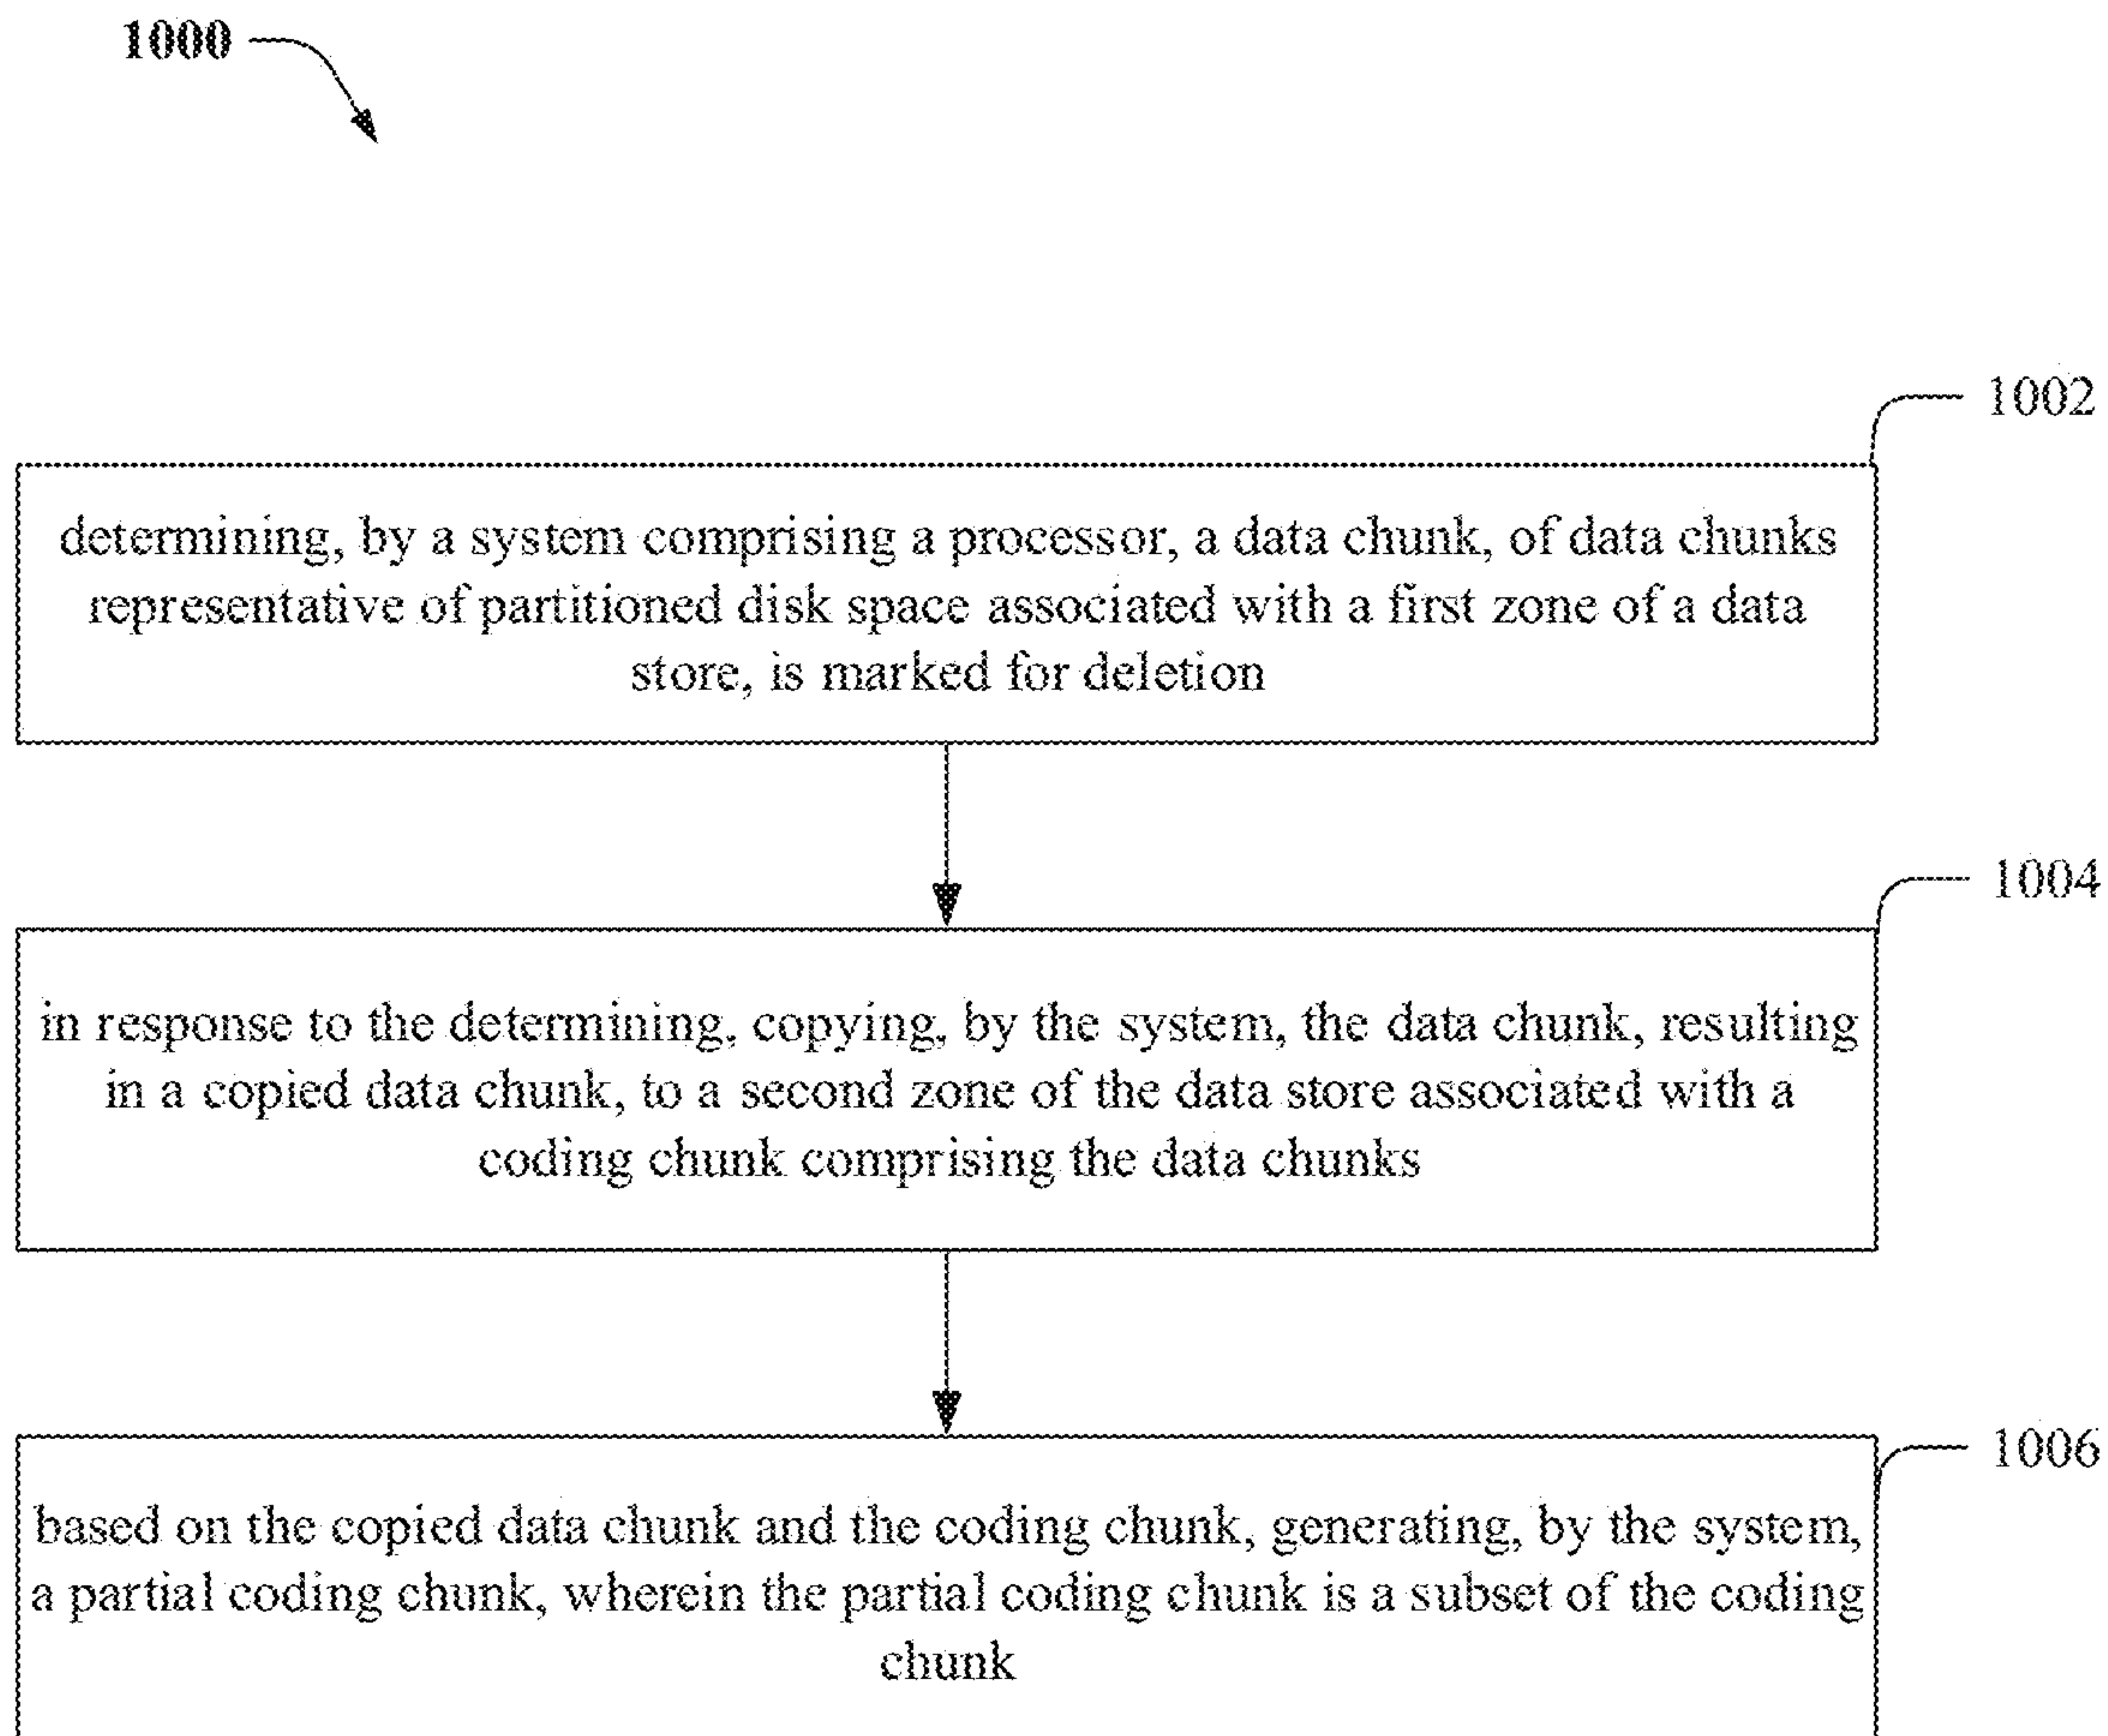 1000
1002
determining, by a system comprising a processor, a data chunk, of data chunks
representative of partitioned disk space associated with a first zone of a data
store, is marked for deletion
1004
in response to the determining, copying, by the system, the data chunk, resulting
in a copied data chunk, to a second zone of the data store associated with a
coding chunk comprising the data chunks
1006
based on the copied data chunk and the coding chunk, generating, by the system,
a partial coding chunk, wherein the partial coding chunk is a subset of the coding
chunk